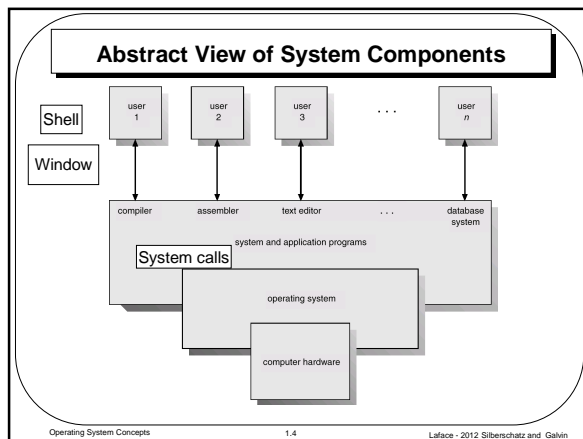 Abstract View of System Components
Shell
Window
user
1
user
2
user
3
. . .
user
n
compiler
assembler
text editor
. . .
database
system
system and application programs
System calls
operating system
computer hardware
Operating System Concepts
1.4
Laface - 2012 Silberschatz and Galvin